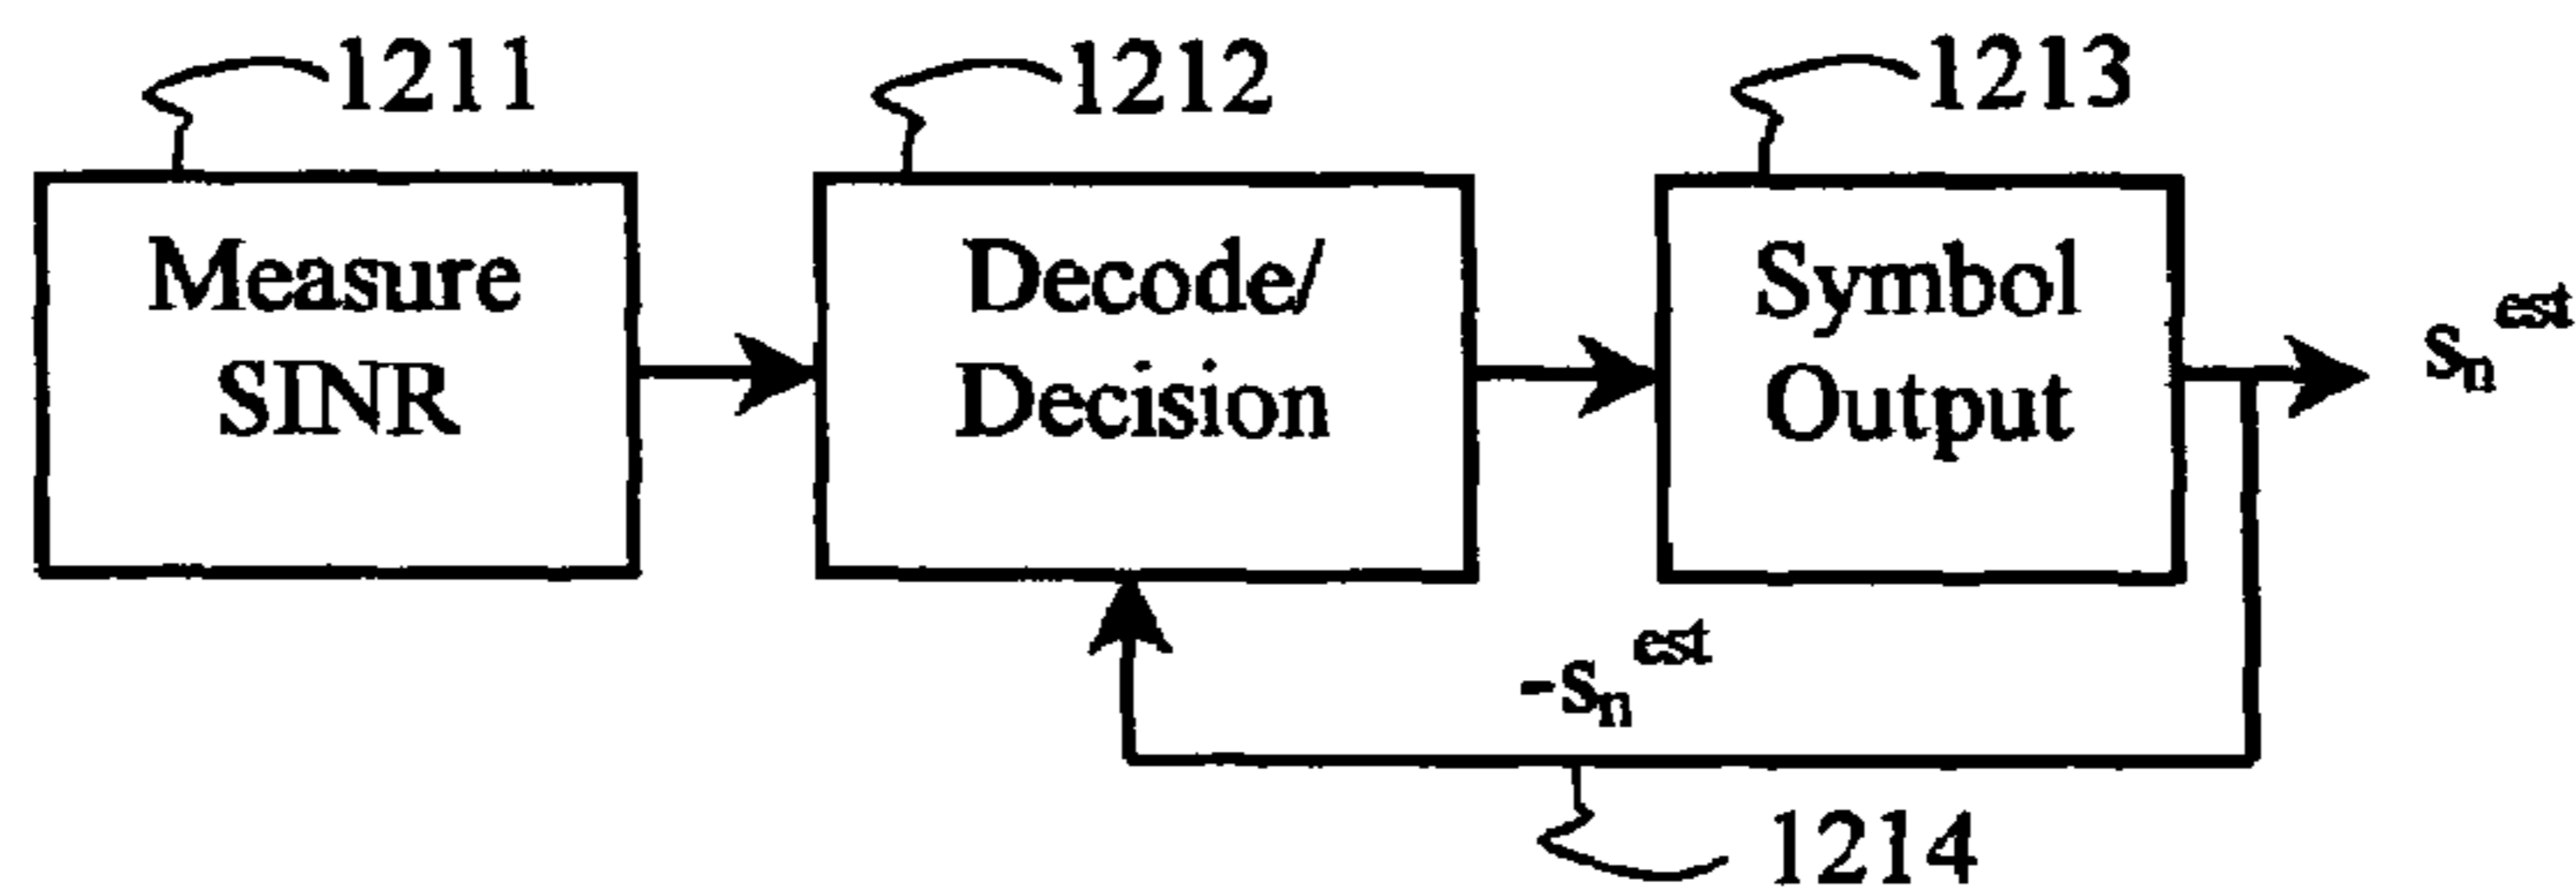 1211
1212
1213
Measure
SINR
Decode/
Decision
Symbol
Output
sₙ^est
-sₙ^est
1214